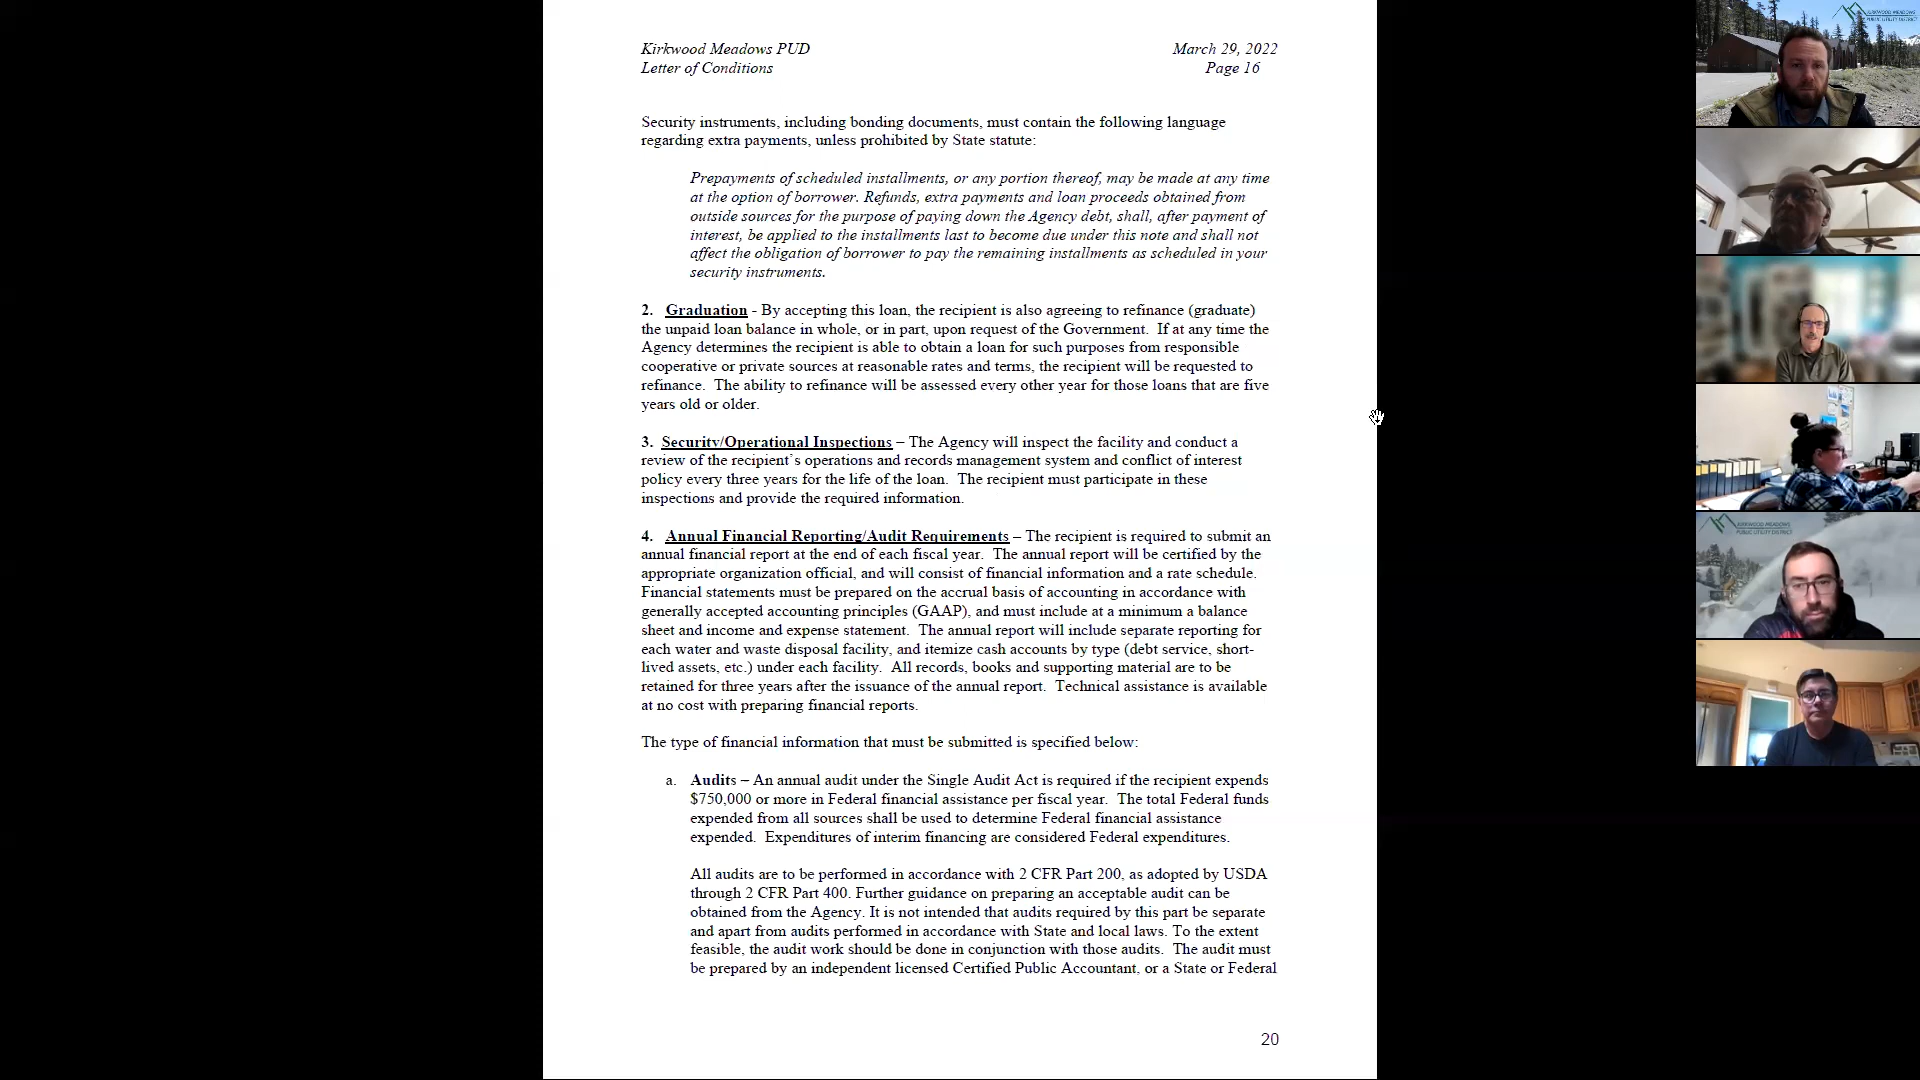 Kirkwood Meadows PUD
March 29, 2022
Letter of Conditions
Page 16
Security instruments, including bonding documents, must contain the following language
regarding extra payments, unless prohibited by State statute:
Prepayments of scheduled installments, or any portion thereof, may be made at any time
at the option of borrower. Refunds, extra payments and loan proceeds obtained from
outside sources for the purpose of paying down the Agency debt, shall, after payment of
interest, be applied to the installments last to become due under this note and shall not
affect the obligation of borrower to pay the remaining installments as scheduled in your
security instruments.
2. Graduation - By accepting this loan, the recipient is also agreeing to refinance (graduate)
the unpaid loan balance in whole, or in part, upon request of the Government. If at any time the
Agency determines the recipient is able to obtain a loan for such purposes from responsible
cooperative or private sources at reasonable rates and terms, the recipient will be requested to
refinance. The ability to refinance will be assessed every other year for those loans that are five
years old or older.
3. Security/Operational Inspections – The Agency will inspect the facility and conduct a
review of the recipient's operations and records management system and conflict of interest
policy every three years for the life of the loan. The recipient must participate in these
inspections and provide the required information.
4. Annual Financial Reporting/Audit Requirements – The recipient is required to submit an
annual financial report at the end of each fiscal year. The annual report will be certified by the
appropriate organization official, and will consist of financial information and a rate schedule.
Financial statements must be prepared on the accrual basis of accounting in accordance with
generally accepted accounting principles (GAAP), and must include at a minimum a balance
sheet and income and expense statement. The annual report will include separate reporting for
each water and waste disposal facility, and itemize cash accounts by type (debt service, short-
lived assets, etc.) under each facility. All records, books and supporting material are to be
retained for three years after the issuance of the annual report. Technical assistance is available
at no cost with preparing financial reports.
The type of financial information that must be submitted is specified below:
a. Audits – An annual audit under the Single Audit Act is required if the recipient expends
$750,000 or more in Federal financial assistance per fiscal year. The total Federal funds
expended from all sources shall be used to determine Federal financial assistance
expended. Expenditures of interim financing are considered Federal expenditures.
All audits are to be performed in accordance with 2 CFR Part 200, as adopted by USDA
through 2 CFR Part 400. Further guidance on preparing an acceptable audit can be
obtained from the Agency. It is not intended that audits required by this part be separate
and apart from audits performed in accordance with State and local laws. To the extent
feasible, the audit work should be done in conjunction with those audits. The audit must
be prepared by an independent licensed Certified Public Accountant, or a State or Federal
20
KIRKWOOD MEADOWS
PUBLIC UTILITY DISTRICT
KIRKWOOD MEADOWS
PUBLIC UTILITY DISTRICT